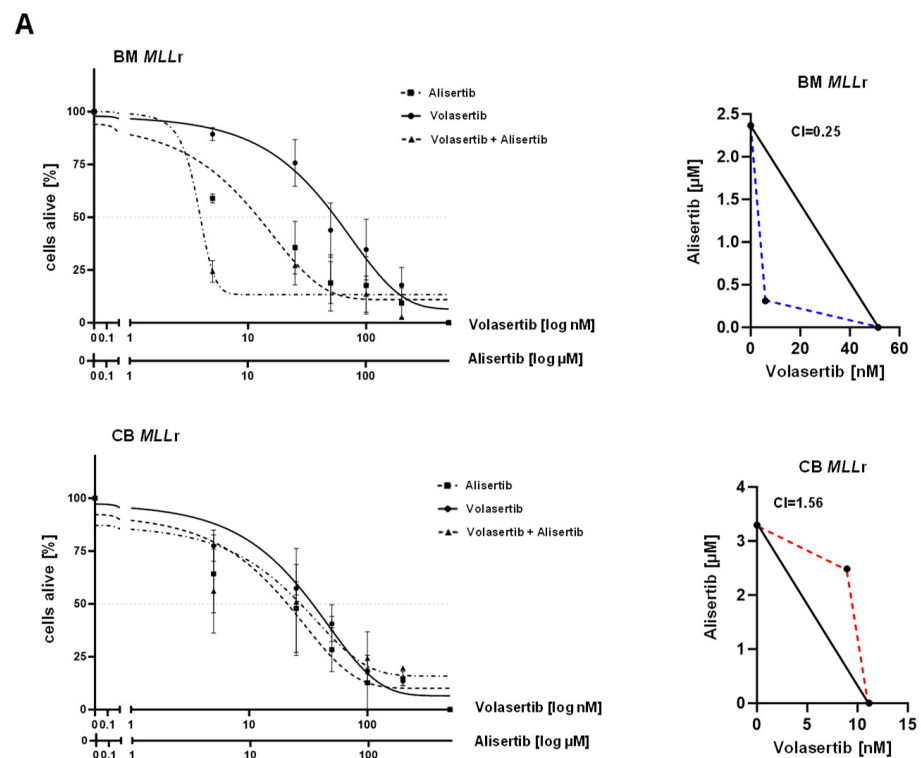 A
BM MLLr
Alisertib
Volasertib
Volasertib + Alisertib
cells alive [%]
100
75
50
25
0
0 0.1 1 10 100
Volasertib [log nM]
0
0 0.1 1 10 100
Alisertib [log µM]
BM MLLr
CI=0.25
Alisertib [µM]
2.5
2.0
1.5
1.0
0.5
0.0
0 20 40 60
Volasertib [nM]
CB MLLr
Alisertib
Volasertib
Volasertib + Alisertib
cells alive [%]
100
75
50
25
0
0 0.1 1 10 100
Volasertib [log nM]
0
0 0.1 1 10 100
Alisertib [log µM]
CB MLLr
CI=1.56
Alisertib [µM]
4
3
2
1
0
0 5 10 15
Volasertib [nM]